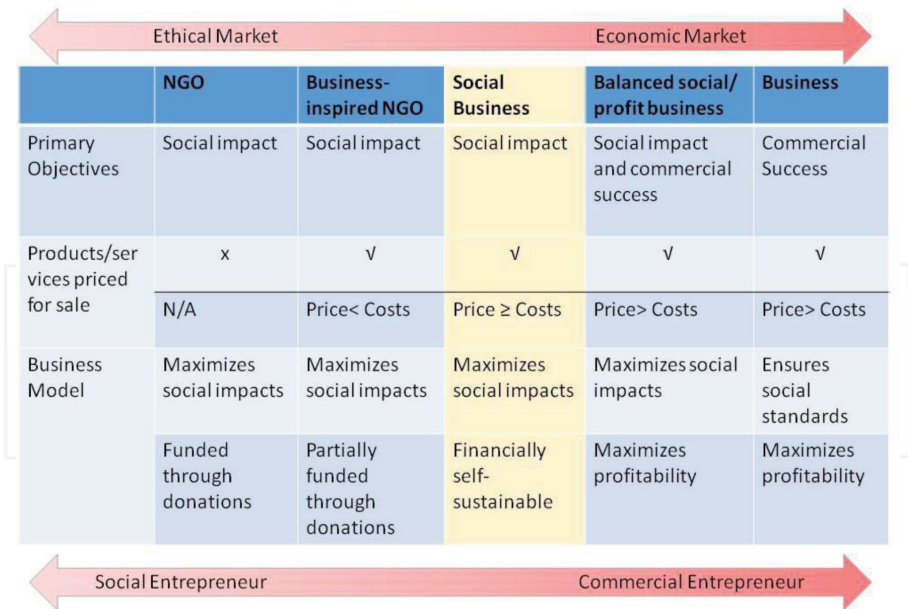 Ethical Market Economic Market
NGO Business-inspired NGO Social Business Balanced social/ profit business Business
Primary Objectives Social impact Social impact Social impact Social impact and commercial success Commercial Success
Products/ser vices priced for sale x √ √ √ √
N/A Price< Costs Price ≥ Costs Price> Costs Price> Costs
Business Model Maximizes social impacts Maximizes social impacts Maximizes social impacts Maximizes social impacts Ensures social standards
Funded through donations Partially funded through donations Financially self-sustainable Maximizes profitability Maximizes profitability
Social Entrepreneur Commercial Entrepreneur